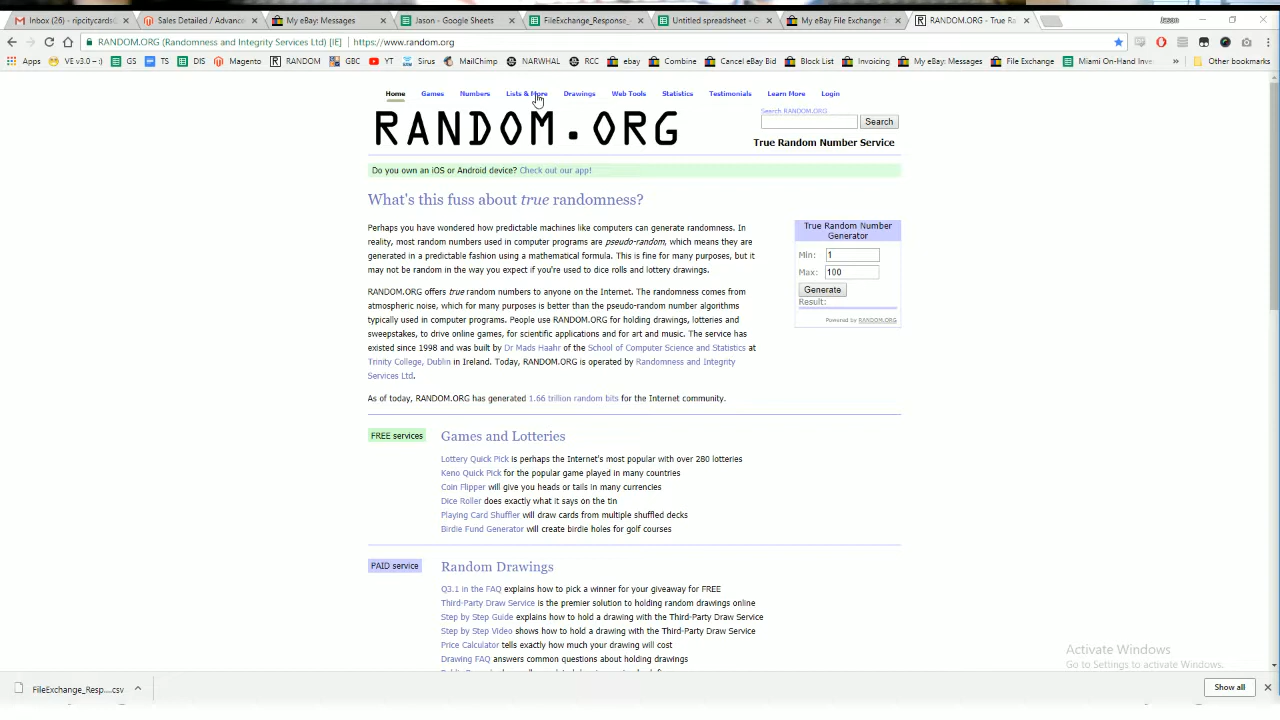 Inbox (26) - ripcitycards
Sales Detailed / Advance
My eBay: Messages
Jason - Google Sheets
FileExchange_Response_
Untitled spreadsheet - G
My eBay File Exchange f
RANDOM.ORG - True Ra
Jason
RANDOM.ORG (Randomness and Integrity Services Ltd) [IE]
https://www.random.org
Apps
VE v3.0
GS
TS
DIS
Magento
RANDOM
GBC
YT
Sirus
MailChimp
NARWHAL
RCC
ebay
Combine
Cancel eBay Bid
Block List
Invoicing
My eBay: Messages
File Exchange
Miami On-Hand Inve
»
Other bookmarks
Home Games Numbers Lists & More Drawings Web Tools Statistics Testimonials Learn More Login
RANDOM.ORG
Search RANDOM.ORG
Search
True Random Number Service
Do you own an iOS or Android device? Check out our app!
What's this fuss about true randomness?
Perhaps you have wondered how predictable machines like computers can generate randomness. In
reality, most random numbers used in computer programs are pseudo-random, which means they are
generated in a predictable fashion using a mathematical formula. This is fine for many purposes, but it
may not be random in the way you expect if you're used to dice rolls and lottery drawings.
RANDOM.ORG offers true random numbers to anyone on the Internet. The randomness comes from
atmospheric noise, which for many purposes is better than the pseudo-random number algorithms
typically used in computer programs. People use RANDOM.ORG for holding drawings, lotteries and
sweepstakes, to drive online games, for scientific applications and for art and music. The service has
existed since 1998 and was built by Dr Mads Haahr of the School of Computer Science and Statistics at
Trinity College, Dublin in Ireland. Today, RANDOM.ORG is operated by Randomness and Integrity
Services Ltd.
As of today, RANDOM.ORG has generated 1.66 trillion random bits for the Internet community.
True Random Number
Generator
Min: 1
Max: 100
Generate
Result:
Powered by RANDOM.ORG
FREE services
Games and Lotteries
Lottery Quick Pick is perhaps the Internet's most popular with over 280 lotteries
Keno Quick Pick for the popular game played in many countries
Coin Flipper will give you heads or tails in many currencies
Dice Roller does exactly what it says on the tin
Playing Card Shuffler will draw cards from multiple shuffled decks
Birdie Fund Generator will create birdie holes for golf courses
PAID service
Random Drawings
Q3.1 in the FAQ explains how to pick a winner for your giveaway for FREE
Third-Party Draw Service is the premier solution to holding random drawings online
Step by Step Guide explains how to hold a drawing with the Third-Party Draw Service
Step by Step Video shows how to hold a drawing with the Third-Party Draw Service
Price Calculator tells exactly how much your drawing will cost
Drawing FAQ answers common questions about holding drawings
Activate Windows
Go to Settings to activate Windows.
FileExchange_Resp....csv
Show all